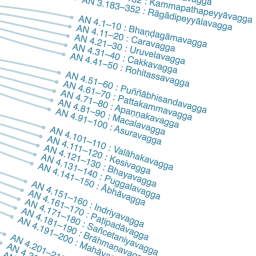 Kammapathapeyyāvagga
AN 3.183–352 : Rāgādipeyyālavagga
AN 4.1–10 : Bhaṇḍagāmavagga
AN 4.11–20 : Caravagga
AN 4.21–30 : Uruvelavagga
AN 4.31–40 : Cakkavagga
AN 4.41–50 : Rohitassavagga
AN 4.51–60 : Puññābhisandavagga
AN 4.61–70 : Pattakammavagga
AN 4.71–80 : Apaṇṇakavagga
AN 4.81–90 : Macalavagga
AN 4.91–100 : Asuravagga
AN 4.101–110 : Valāhakavagga
AN 4.111–120 : Kesivagga
AN 4.121–130 : Bhayavagga
AN 4.131–140 : Puggalavagga
AN 4.141–150 : Ābhāvagga
AN 4.151–160 : Indriyavagga
AN 4.161–170 : Paṭipadāvagga
AN 4.171–180 : Sañcetaniyavagga
AN 4.181–190 : Brāhmaṇavagga
AN 4.191–200 : Mahāvagga
AN 4.201–210